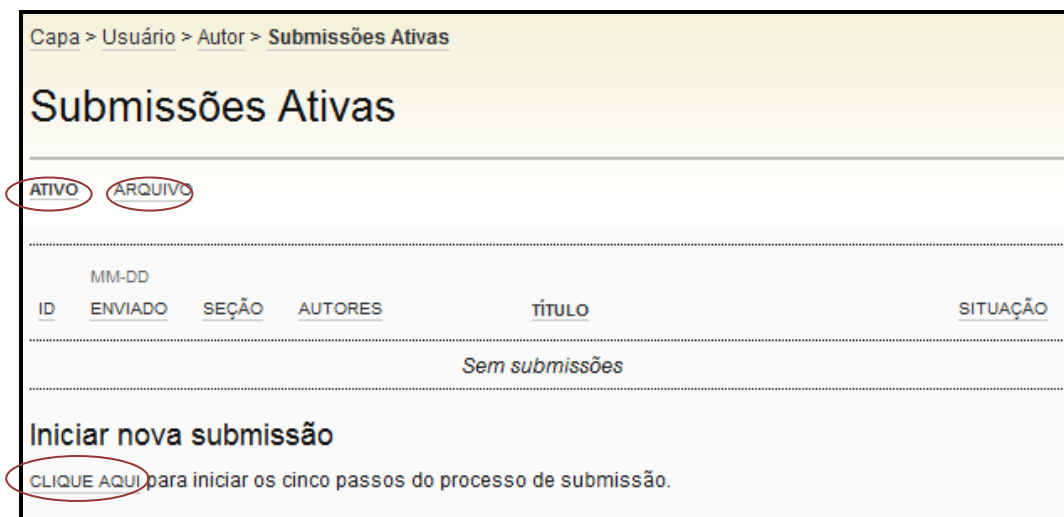 Capa > Usuário > Autor > Submissões Ativas
Submissões Ativas
ATIVO ARQUIVO
MM-DD
ID ENVIADO SEÇÃO AUTORES TÍTULO SITUAÇÃO
Sem submissões
Iniciar nova submissão
CLIQUE AQUI para iniciar os cinco passos do processo de submissão.